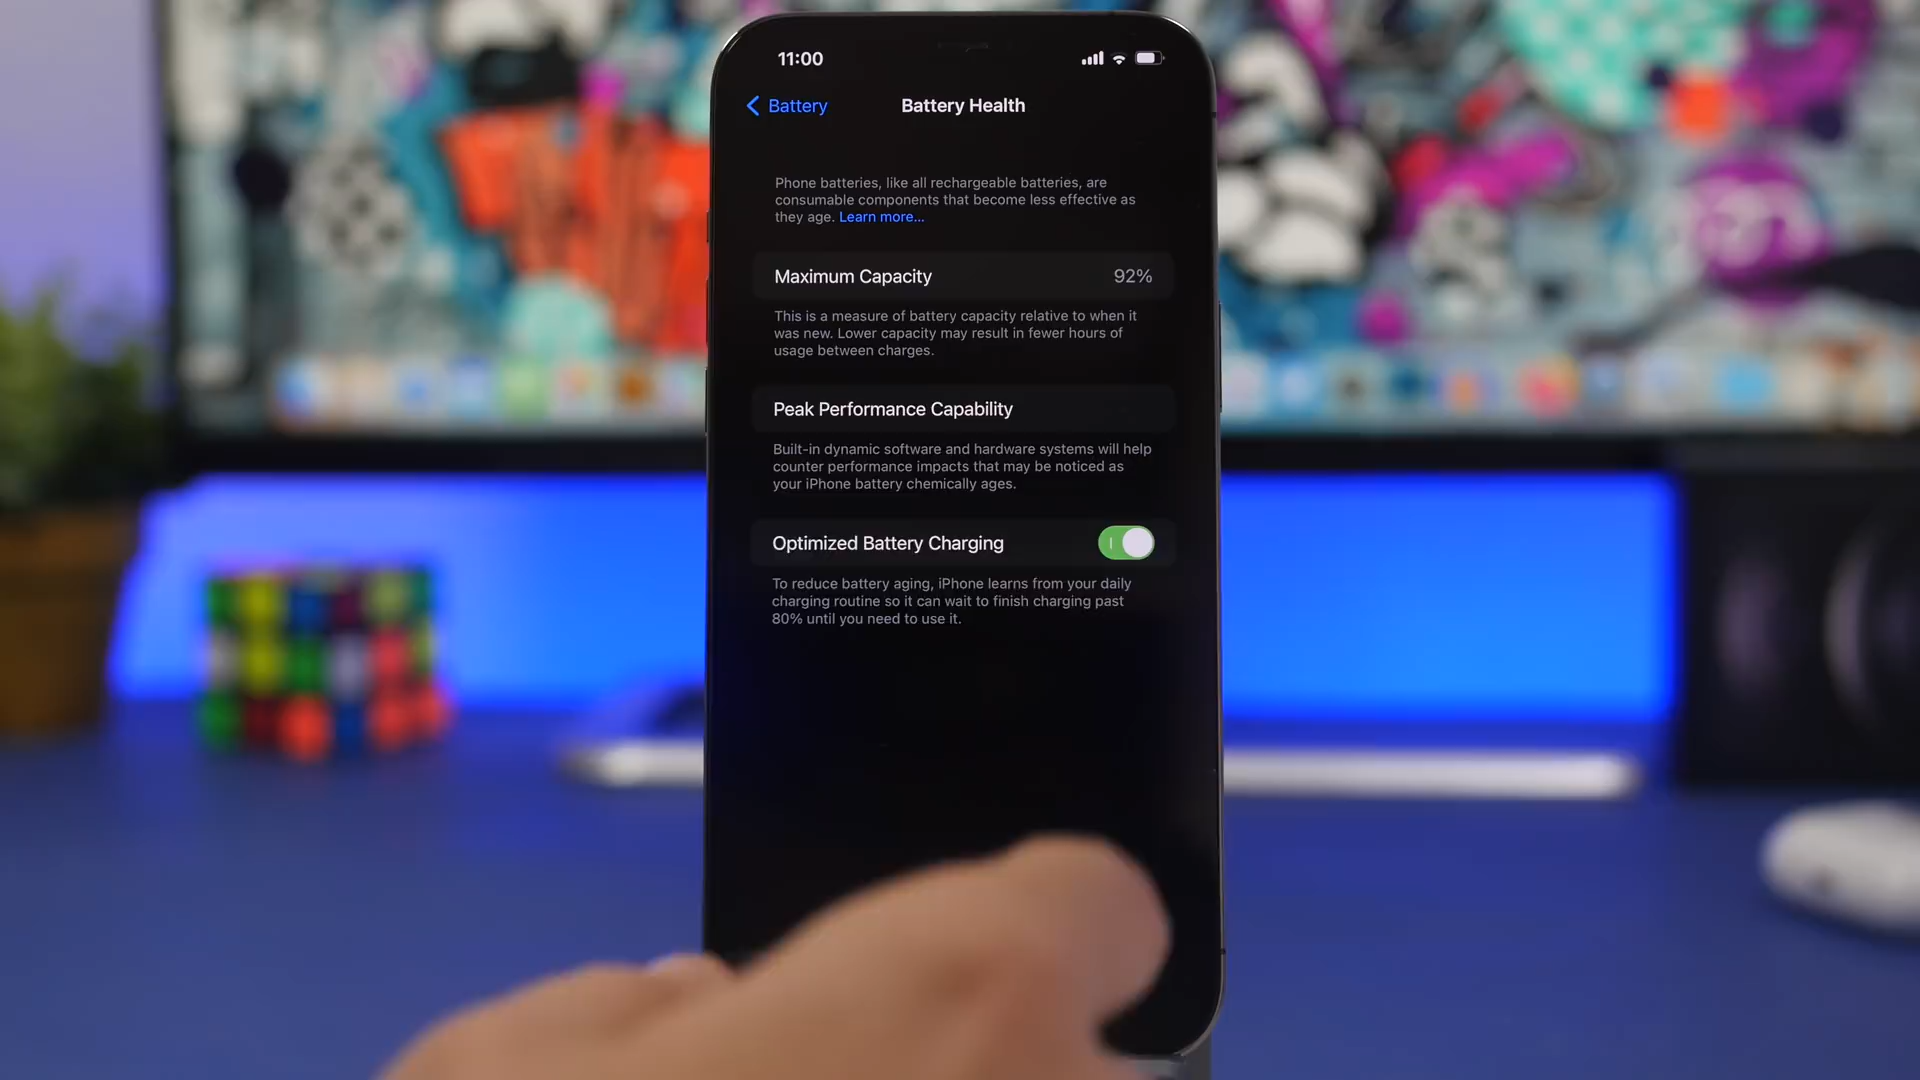 11:00
Battery
Battery Health
Phone batteries, like all rechargeable batteries, are
consumable components that become less effective as
they age. Learn more...
Maximum Capacity 92%
This is a measure of battery capacity relative to when it
was new. Lower capacity may result in fewer hours of
usage between charges.
Peak Performance Capability
Built-in dynamic software and hardware systems will help
counter performance impacts that may be noticed as
your iPhone battery chemically ages.
Optimized Battery Charging
To reduce battery aging, iPhone learns from your daily
charging routine so it can wait to finish charging past
80% until you need to use it.